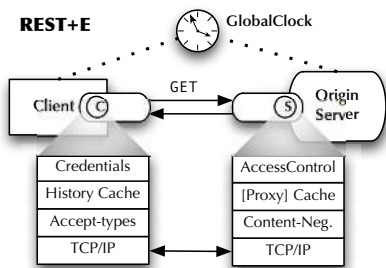 REST+E
GlobalClock
Client
C
GET
S
Origin
Server
Credentials
History Cache
Accept-types
TCP/IP
AccessControl
[Proxy] Cache
Content-Neg.
TCP/IP